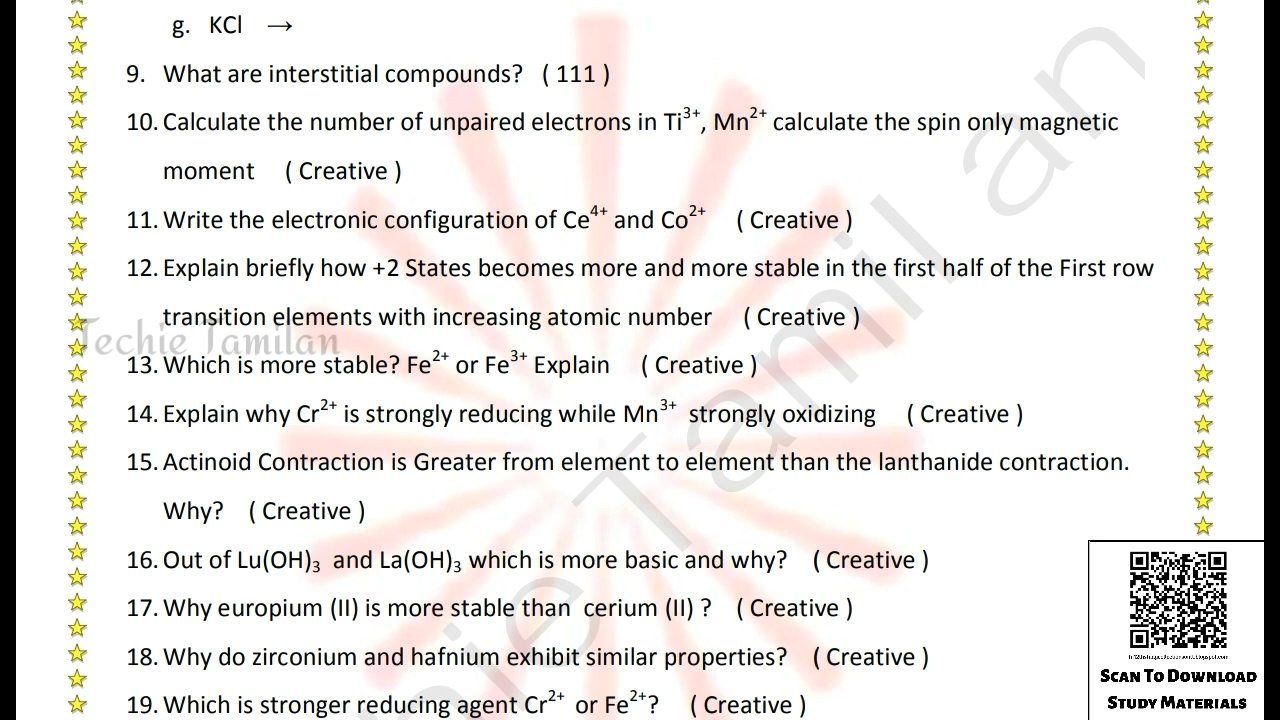 g. KCl →
9. What are interstitial compounds? ( 111 )
10. Calculate the number of unpaired electrons in Ti³⁺, Mn²⁺ calculate the spin only magnetic
moment ( Creative )
11. Write the electronic configuration of Ce⁴⁺ and Co²⁺ ( Creative )
12. Explain briefly how +2 States becomes more and more stable in the first half of the First row
transition elements with increasing atomic number ( Creative )
Techie Tamilan
13. Which is more stable? Fe²⁺ or Fe³⁺ Explain ( Creative )
14. Explain why Cr²⁺ is strongly reducing while Mn³⁺ strongly oxidizing ( Creative )
15. Actinoid Contraction is Greater from element to element than the lanthanide contraction.
Why? ( Creative )
16. Out of Lu(OH)₃ and La(OH)₃ which is more basic and why? ( Creative )
17. Why europium (II) is more stable than cerium (II) ? ( Creative )
18. Why do zirconium and hafnium exhibit similar properties? ( Creative )
19. Which is stronger reducing agent Cr²⁺ or Fe²⁺? ( Creative )
hie Tamil an
SCAN TO DOWNLOAD
STUDY MATERIALS